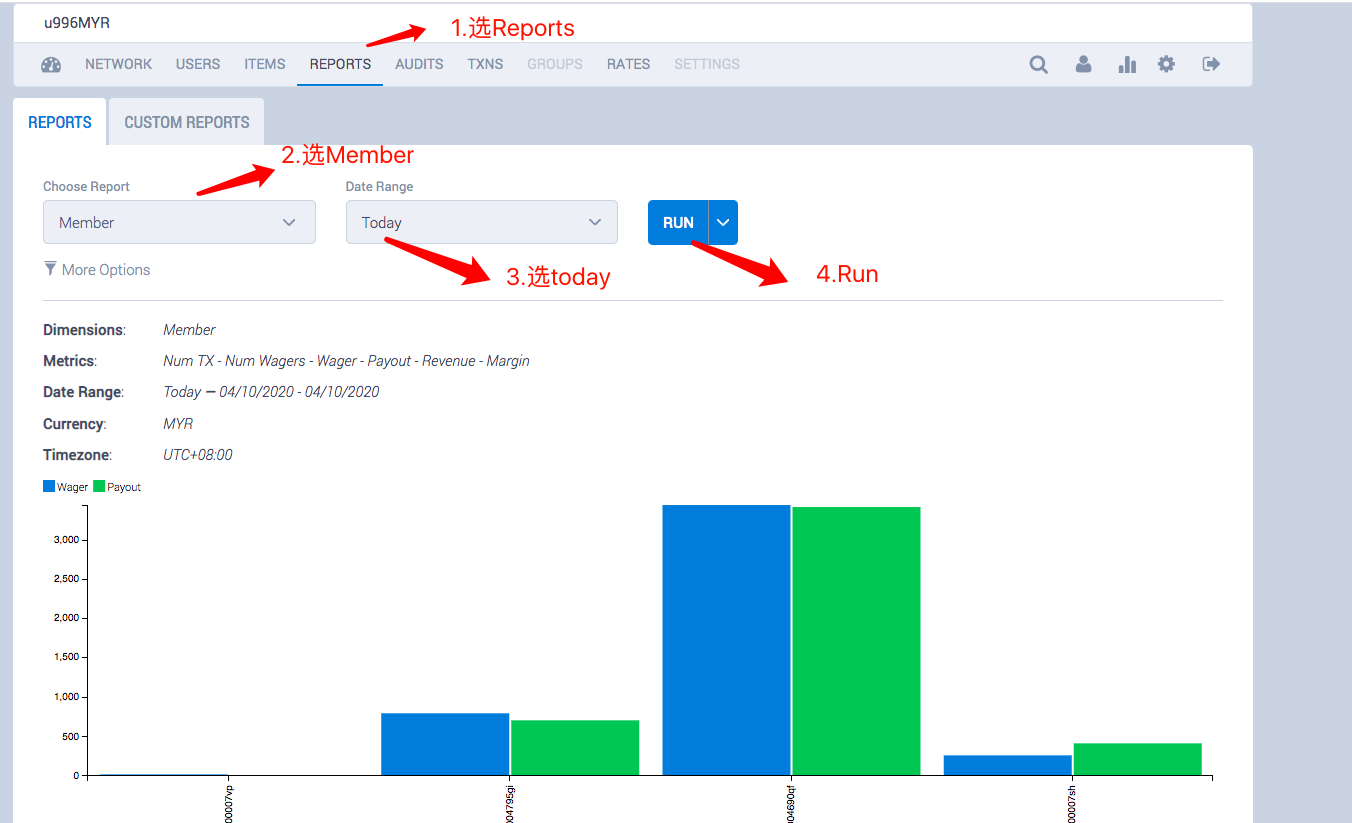 u996MYR
1.选Reports
NETWORK USERS ITEMS REPORTS AUDITS TXNS GROUPS RATES SETTINGS
REPORTS CUSTOM REPORTS
2.选Member
Choose Report Date Range
Member Today RUN
More Options
3.选today
4.Run
Dimensions: Member
Metrics: Num TX - Num Wagers - Wager - Payout - Revenue - Margin
Date Range: Today — 04/10/2020 - 04/10/2020
Currency: MYR
Timezone: UTC+08:00
Wager Payout
3,000
2,500
2,000
1,500
1,000
500
0
00007vp
004795gi
004690qf
00007sh